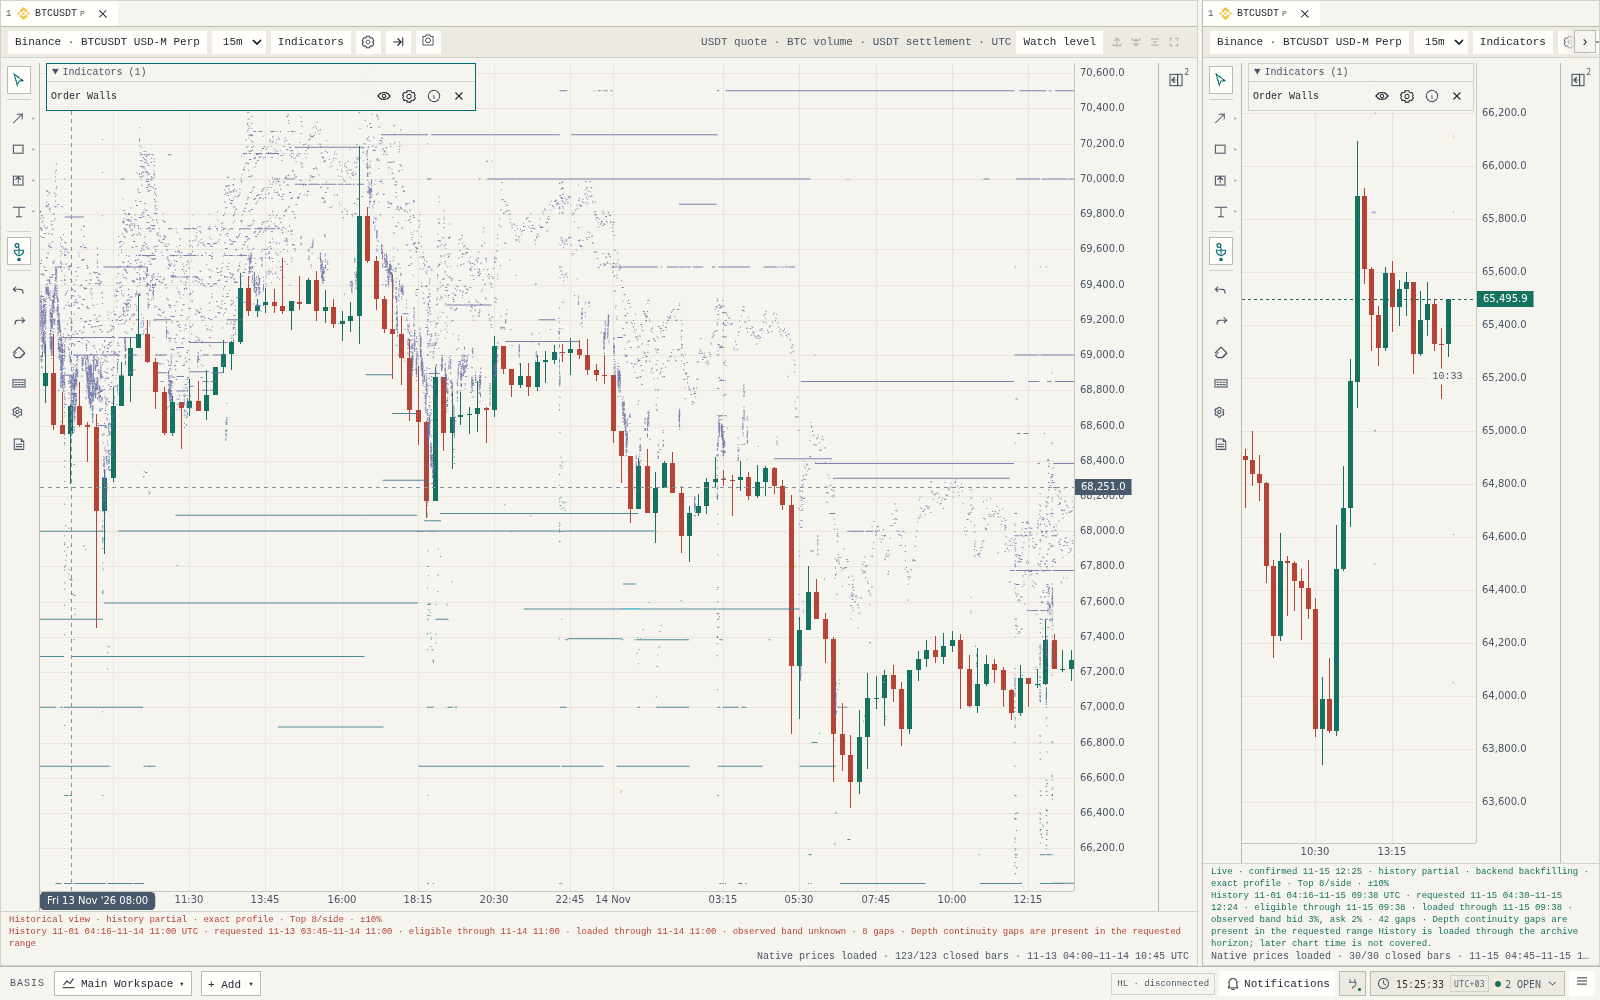 1 BTCUSDT P
Binance · BTCUSDT USD-M Perp 15m Indicators
USDT quote · BTC volume · USDT settlement · UTC Watch level
Indicators (1)
Order Walls
70,600.0
70,400.0
70,200.0
70,000.0
69,800.0
69,600.0
69,400.0
69,200.0
69,000.0
68,800.0
68,600.0
68,400.0
68,251.0
68,200.0
68,000.0
67,800.0
67,600.0
67,400.0
67,200.0
67,000.0
66,800.0
66,600.0
66,400.0
66,200.0
2
Fri 13 Nov '26 08:00 11:30 13:45 16:00 18:15 20:30 22:45 14 Nov 03:15 05:30 07:45 10:00 12:15
Historical view · history partial · exact profile · Top 8/side · ±10%
History 11-01 04:16–11-14 11:00 UTC · requested 11-13 03:45–11-14 11:00 · eligible through 11-14 11:00 · loaded through 11-14 11:00 · observed band unknown · 8 gaps · Depth continuity gaps are present in the requested
range
Native prices loaded · 123/123 closed bars · 11-13 04:00–11-14 10:45 UTC
1 BTCUSDT P
Binance · BTCUSDT USD-M Perp 15m Indicators
Indicators (1)
Order Walls
66,200.0
66,000.0
65,800.0
65,600.0
65,495.9
65,400.0
65,200.0
65,000.0
64,800.0
64,600.0
64,400.0
64,200.0
64,000.0
63,800.0
63,600.0
10:33
2
10:30 13:15
Live · confirmed 11-15 12:25 · history partial · backend backfilling ·
exact profile · Top 8/side · ±10%
History 11-01 04:16–11-15 09:38 UTC · requested 11-15 04:30–11-15
12:24 · eligible through 11-15 09:38 · loaded through 11-15 09:38 ·
observed band bid 3%, ask 2% · 42 gaps · Depth continuity gaps are
present in the requested range History is loaded through the archive
horizon; later chart time is not covered.
Native prices loaded · 30/30 closed bars · 11-15 04:45–11-15 1…
BASIS Main Workspace + Add
HL · disconnected Notifications 15:25:33 UTC+03 2 OPEN